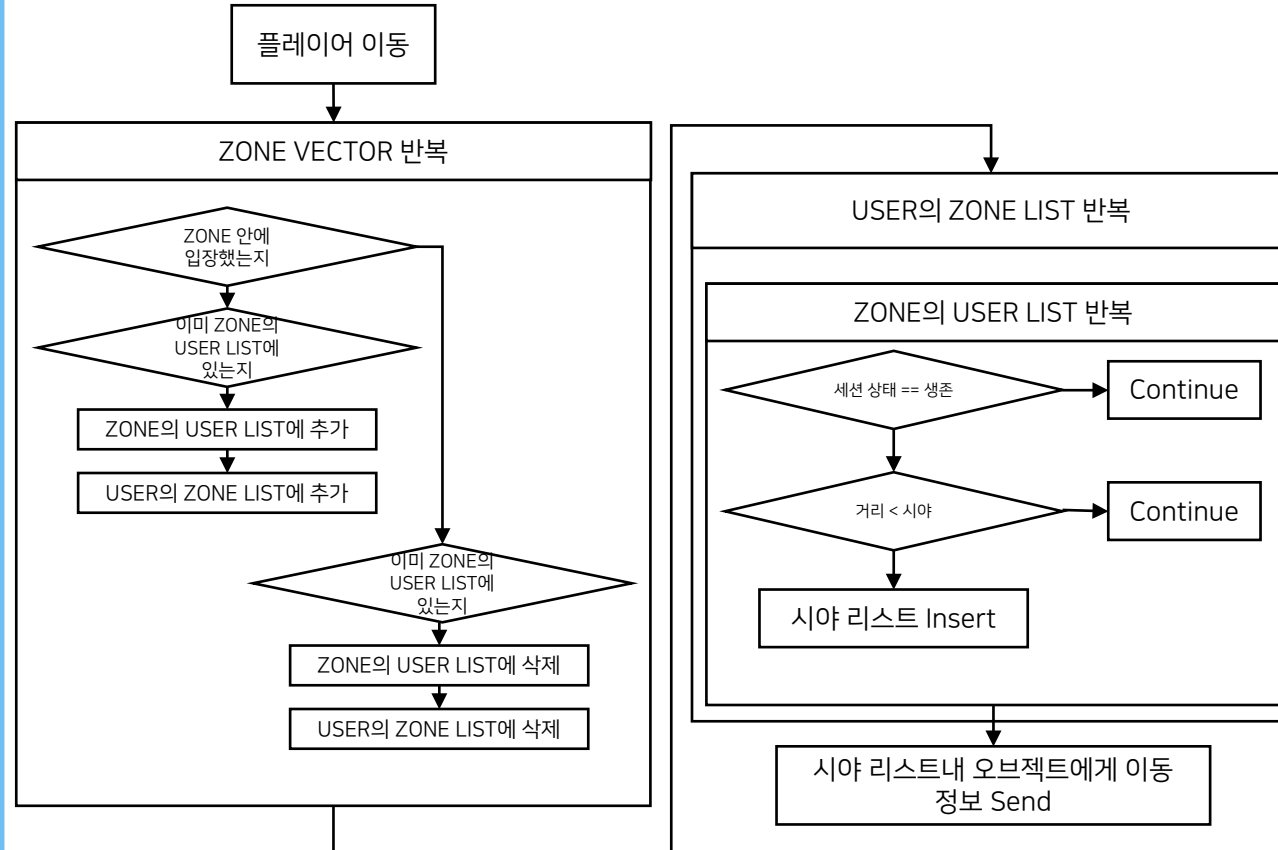 플레이어 이동
ZONE VECTOR 반복
ZONE 안에
입장했는지
이미 ZONE의
USER LIST에
있는지
ZONE의 USER LIST에 추가
USER의 ZONE LIST에 추가
이미 ZONE의
USER LIST에
있는지
ZONE의 USER LIST에 삭제
USER의 ZONE LIST에 삭제
USER의 ZONE LIST 반복
ZONE의 USER LIST 반복
세션 상태 == 생존
Continue
거리 < 시야
Continue
시야 리스트 Insert
시야 리스트내 오브젝트에게 이동
정보 Send